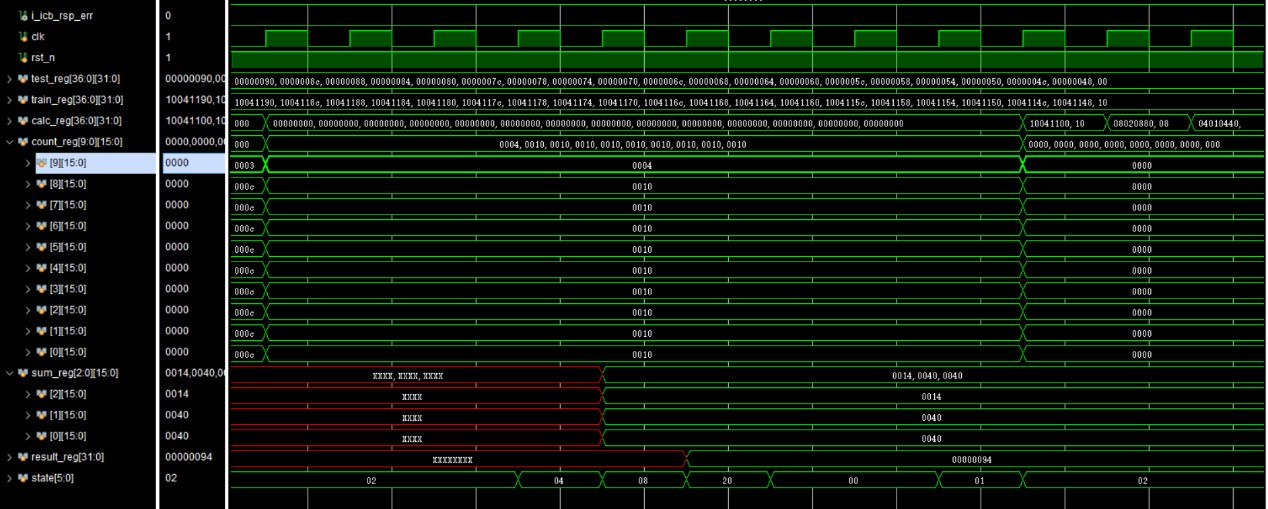 i_icb_rsp_err 0
clk 1
rst_n 1
test_reg[36:0][31:0] 00000090,00 00000090, 0000008c, 00000088, 00000084, 00000080, 0000007c, 00000078, 00000074, 00000070, 0000006c, 00000068, 00000064, 00000060, 0000005c, 00000058, 00000054, 00000050, 0000004c, 00000048, 00
train_reg[36:0][31:0] 10041190,10 10041190, 1004118c, 10041188, 10041184, 10041180, 1004117c, 10041178, 10041174, 10041170, 1004116c, 10041168, 10041164, 10041160, 1004115c, 10041158, 10041154, 10041150, 1004114c, 10041148, 10
calc_reg[36:0][31:0] 10041100,10 000 00000000, 00000000, 00000000, 00000000, 00000000, 00000000, 00000000, 00000000, 00000000, 00000000, 00000000, 00000000, 00000000, 00000000, 00000000 10041100, 10 08020880, 08 04010440,
count_reg[9:0][15:0] 0000,0000,0 000 0004, 0010, 0010, 0010, 0010, 0010, 0010, 0010, 0010, 0010 0000, 0000, 0000, 0000, 0000, 0000, 0000, 000
[9][15:0] 0000 0003 0004 0000
[8][15:0] 0000 000c 0010 0000
[7][15:0] 0000 000c 0010 0000
[6][15:0] 0000 000c 0010 0000
[5][15:0] 0000 000c 0010 0000
[4][15:0] 0000 000c 0010 0000
[3][15:0] 0000 000c 0010 0000
[2][15:0] 0000 000c 0010 0000
[1][15:0] 0000 000c 0010 0000
[0][15:0] 0000 000c 0010 0000
sum_reg[2:0][15:0] 0014,0040,0 XXXX, XXXX, XXXX 0014, 0040, 0040
[2][15:0] 0014 XXXX 0014
[1][15:0] 0040 XXXX 0040
[0][15:0] 0040 XXXX 0040
result_reg[31:0] 00000094 XXXXXXXX 00000094
state[5:0] 02 02 04 08 20 00 01 02